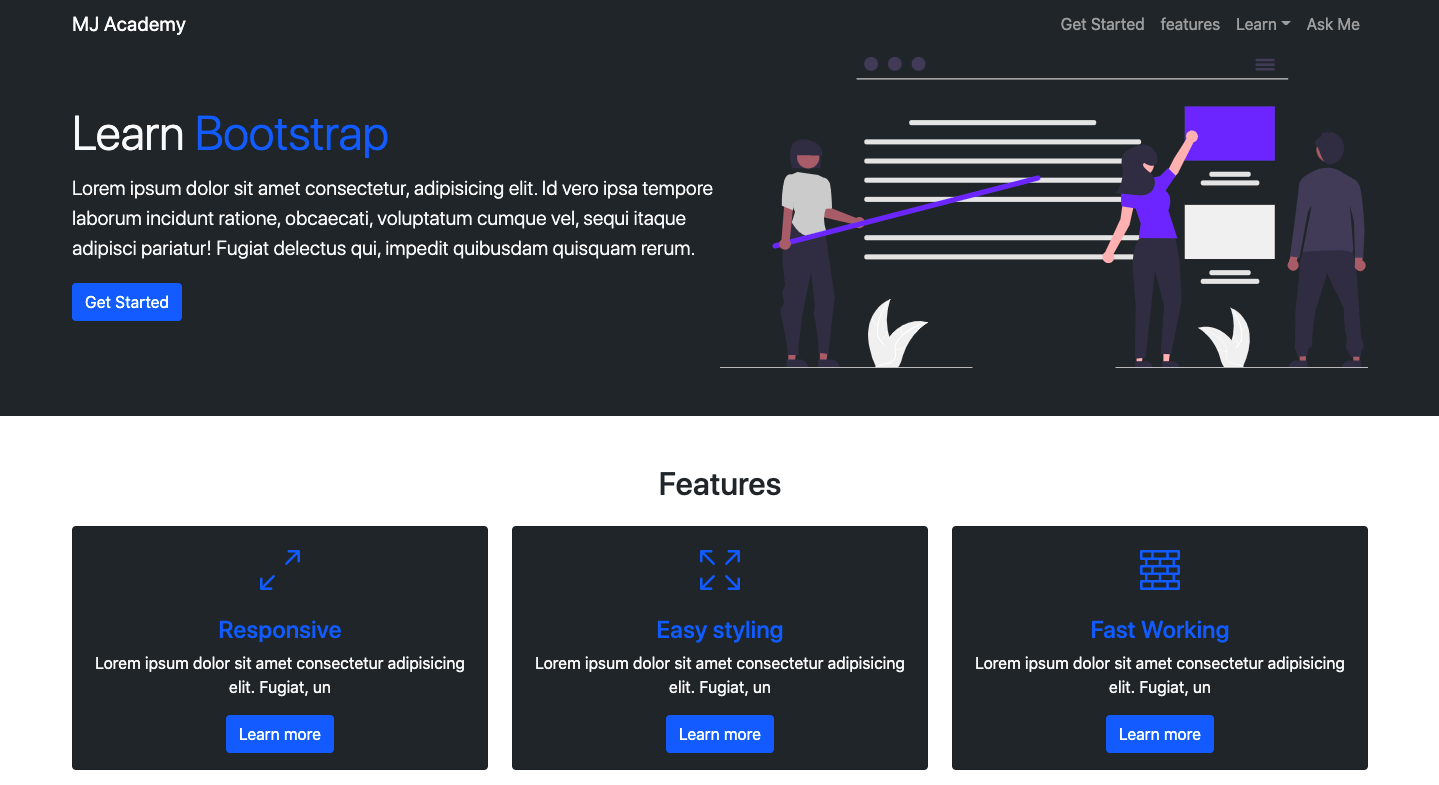 MJ Academy
Get Started features Learn Ask Me
Learn Bootstrap
Lorem ipsum dolor sit amet consectetur, adipisicing elit. Id vero ipsa tempore
laborum incidunt ratione, obcaecati, voluptatum cumque vel, sequi itaque
adipisci pariatur! Fugiat delectus qui, impedit quibusdam quisquam rerum.
Get Started
Features
Responsive
Lorem ipsum dolor sit amet consectetur adipisicing
elit. Fugiat, un
Learn more
Easy styling
Lorem ipsum dolor sit amet consectetur adipisicing
elit. Fugiat, un
Learn more
Fast Working
Lorem ipsum dolor sit amet consectetur adipisicing
elit. Fugiat, un
Learn more